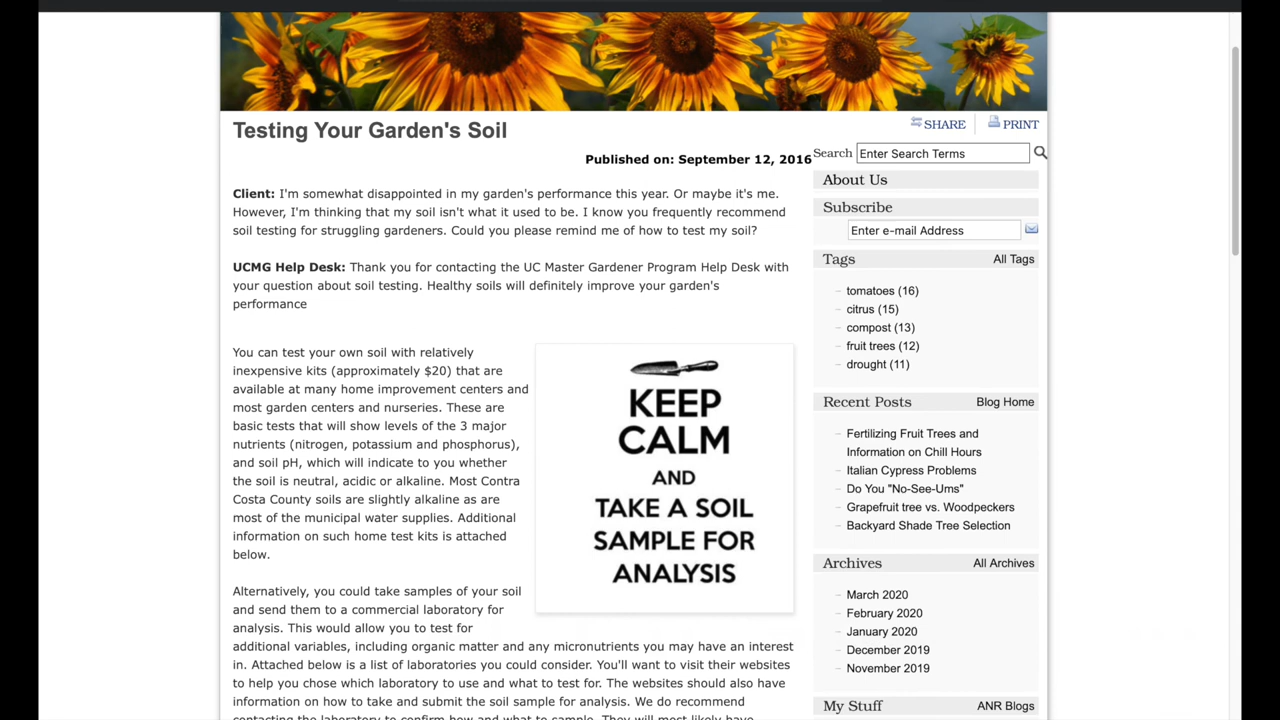 Testing Your Garden's Soil
SHARE
PRINT
Published on: September 12, 2016
Client: I'm somewhat disappointed in my garden's performance this year. Or maybe it's me.
However, I'm thinking that my soil isn't what it used to be. I know you frequently recommend
soil testing for struggling gardeners. Could you please remind me of how to test my soil?
UCMG Help Desk: Thank you for contacting the UC Master Gardener Program Help Desk with
your question about soil testing. Healthy soils will definitely improve your garden's
performance
You can test your own soil with relatively
inexpensive kits (approximately $20) that are
available at many home improvement centers and
most garden centers and nurseries. These are
basic tests that will show levels of the 3 major
nutrients (nitrogen, potassium and phosphorus),
and soil pH, which will indicate to you whether
the soil is neutral, acidic or alkaline. Most Contra
Costa County soils are slightly alkaline as are
most of the municipal water supplies. Additional
information on such home test kits is attached
below.
KEEP
CALM
AND
TAKE A SOIL
SAMPLE FOR
ANALYSIS
Alternatively, you could take samples of your soil
and send them to a commercial laboratory for
analysis. This would allow you to test for
additional variables, including organic matter and any micronutrients you may have an interest
in. Attached below is a list of laboratories you could consider. You'll want to visit their websites
to help you chose which laboratory to use and what to test for. The websites should also have
information on how to take and submit the soil sample for analysis. We do recommend
contacting the laboratory to confirm how and what to sample. They will most likely have
Search Enter Search Terms
About Us
Subscribe
Enter e-mail Address
Tags All Tags
tomatoes (16)
citrus (15)
compost (13)
fruit trees (12)
drought (11)
Recent Posts Blog Home
Fertilizing Fruit Trees and
Information on Chill Hours
Italian Cypress Problems
Do You "No-See-Ums"
Grapefruit tree vs. Woodpeckers
Backyard Shade Tree Selection
Archives All Archives
March 2020
February 2020
January 2020
December 2019
November 2019
My Stuff ANR Blogs